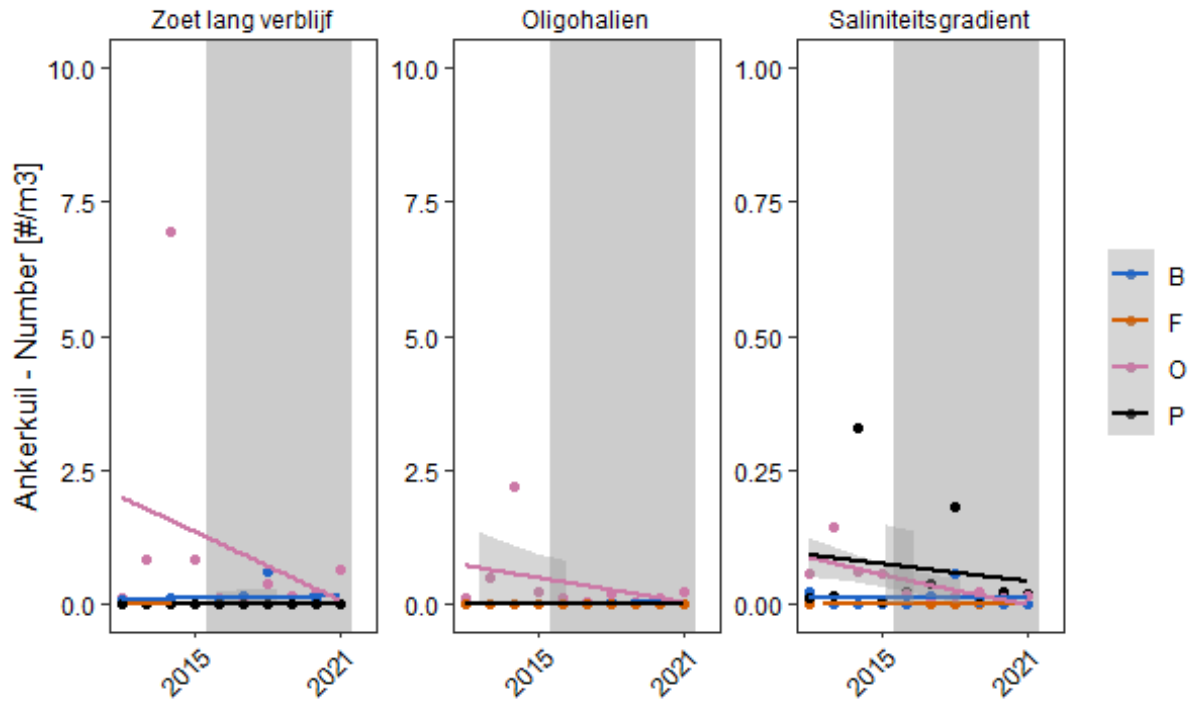 Zoet lang verblijf
Oligohalien
Saliniteitsgradient
Ankerkuil - Number [#/m3]
10.0
7.5
5.0
2.5
0.0
2015
2021
10.0
7.5
5.0
2.5
0.0
2015
2021
1.00
0.75
0.50
0.25
0.00
2015
2021
B
F
O
P